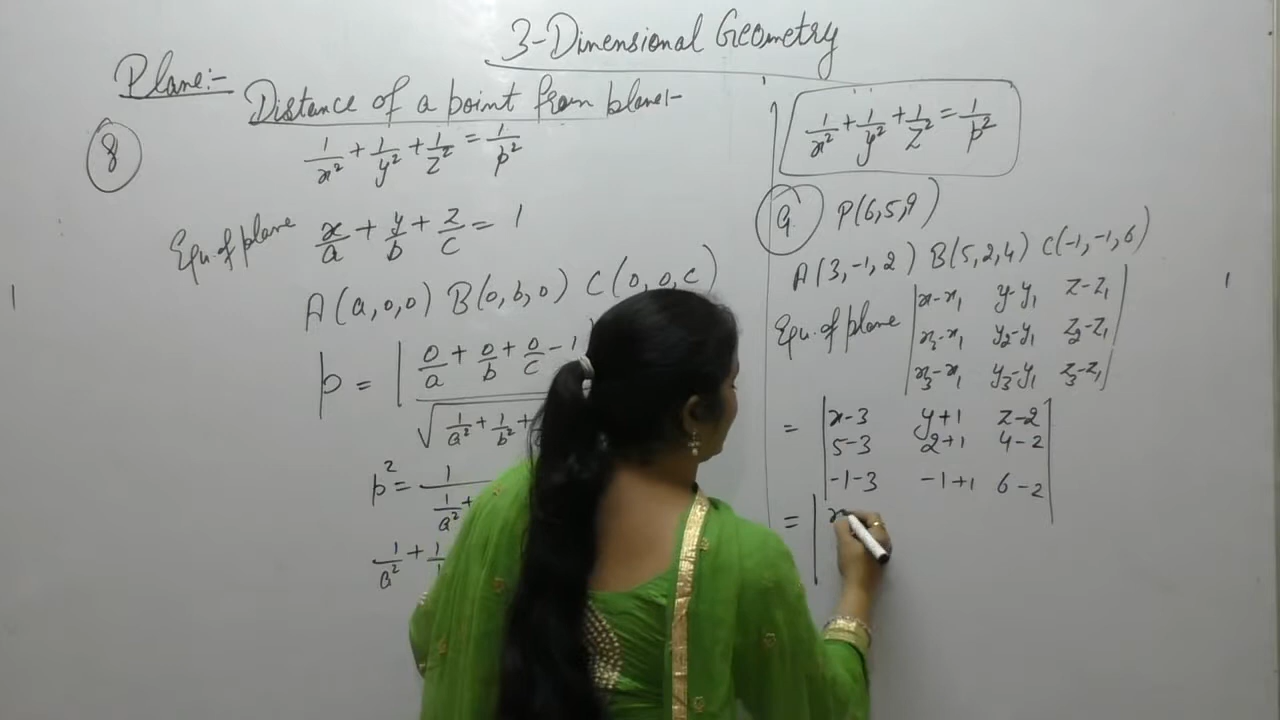 3-Dimensional Geometry
Plane:-
Distance of a point from plane:-
8
1/x² + 1/y² + 1/z² = 1/p²
Equ. of plane x/a + y/b + z/c = 1
A(a,0,0) B(0,b,0) C(0,0,c)
p = | 0/a + 0/b + 0/c - 1
√ 1/a² + 1/b² +
p² = 1
1/a² +
1/a² + 1/
1/x² + 1/y² + 1/z² = 1/p²
P(6,5,9)
A(3,-1,2) B(5,2,4) C(-1,-1,6)
Equ. of plane | x-x₁ y-y₁ z-z₁ |
| x₂-x₁ y₂-y₁ z₂-z₁ |
| x₃-x₁ y₃-y₁ z₃-z₁ |
= | x-3 y+1 z-2 |
| 5-3 2+1 4-2 |
| -1-3 -1+1 6-2 |
= | x